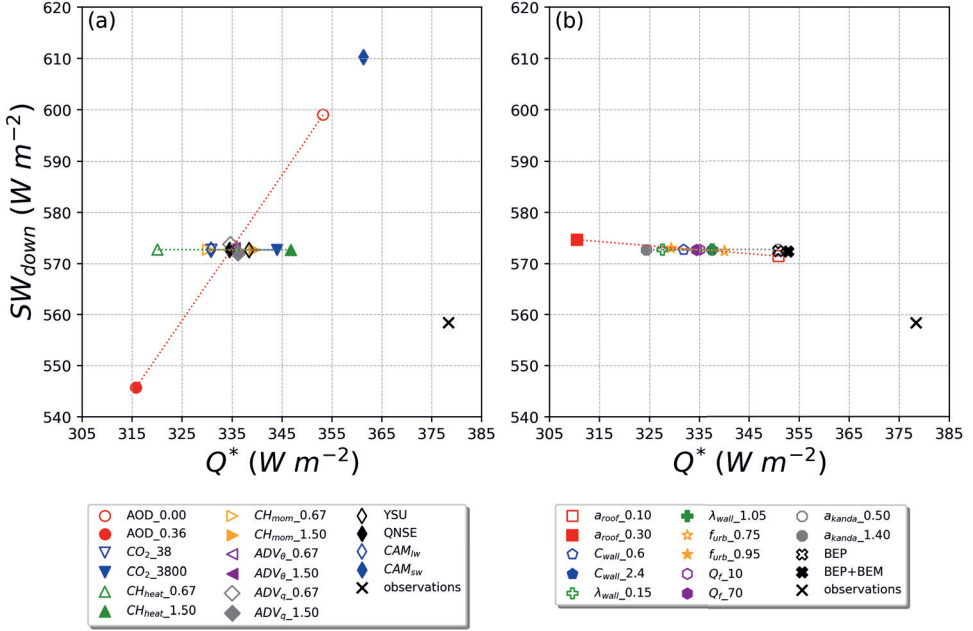 (a)
620
610
600
590
580
570
560
550
540
305 315 325 335 345 355 365 375 385
SW_down (W m⁻²)
Q* (W m⁻²)
(b)
620
610
600
590
580
570
560
550
540
305 315 325 335 345 355 365 375 385
Q* (W m⁻²)
AOD_0.00
AOD_0.36
CO₂_38
CO₂_3800
CH_heat_0.67
CH_heat_1.50
CH_mom_0.67
CH_mom_1.50
ADV_θ_0.67
ADV_θ_1.50
ADV_q_0.67
ADV_q_1.50
YSU
QNSE
CAM_lw
CAM_sw
observations
a_roof_0.10
a_roof_0.30
C_wall_0.6
C_wall_2.4
λ_wall_0.15
λ_wall_1.05
f_urb_0.75
f_urb_0.95
Q_f_10
Q_f_70
a_kanda_0.50
a_kanda_1.40
BEP
BEP+BEM
observations